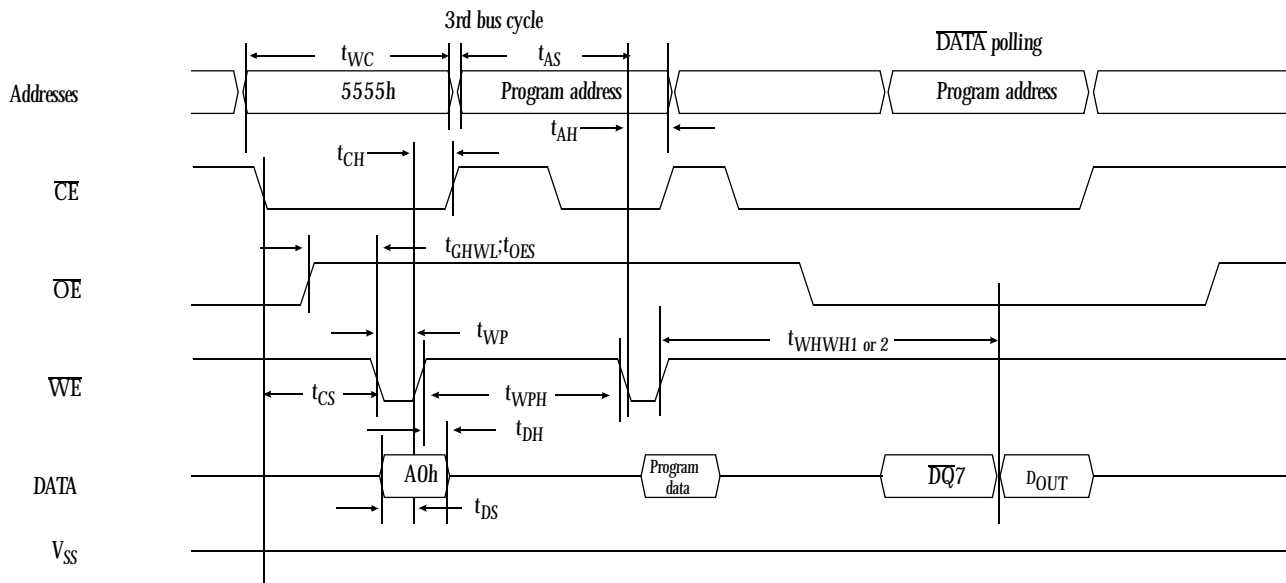 3rd bus cycle
tWC tAS DATA polling
Addresses 5555h Program address Program address
tAH
tCH
CE
tGHWL;tOES
OE
tWP tWHWH1 or 2
WE
tCS tWPH
tDH
DATA A0h Program data DQ7 DOUT
tDS
VSS